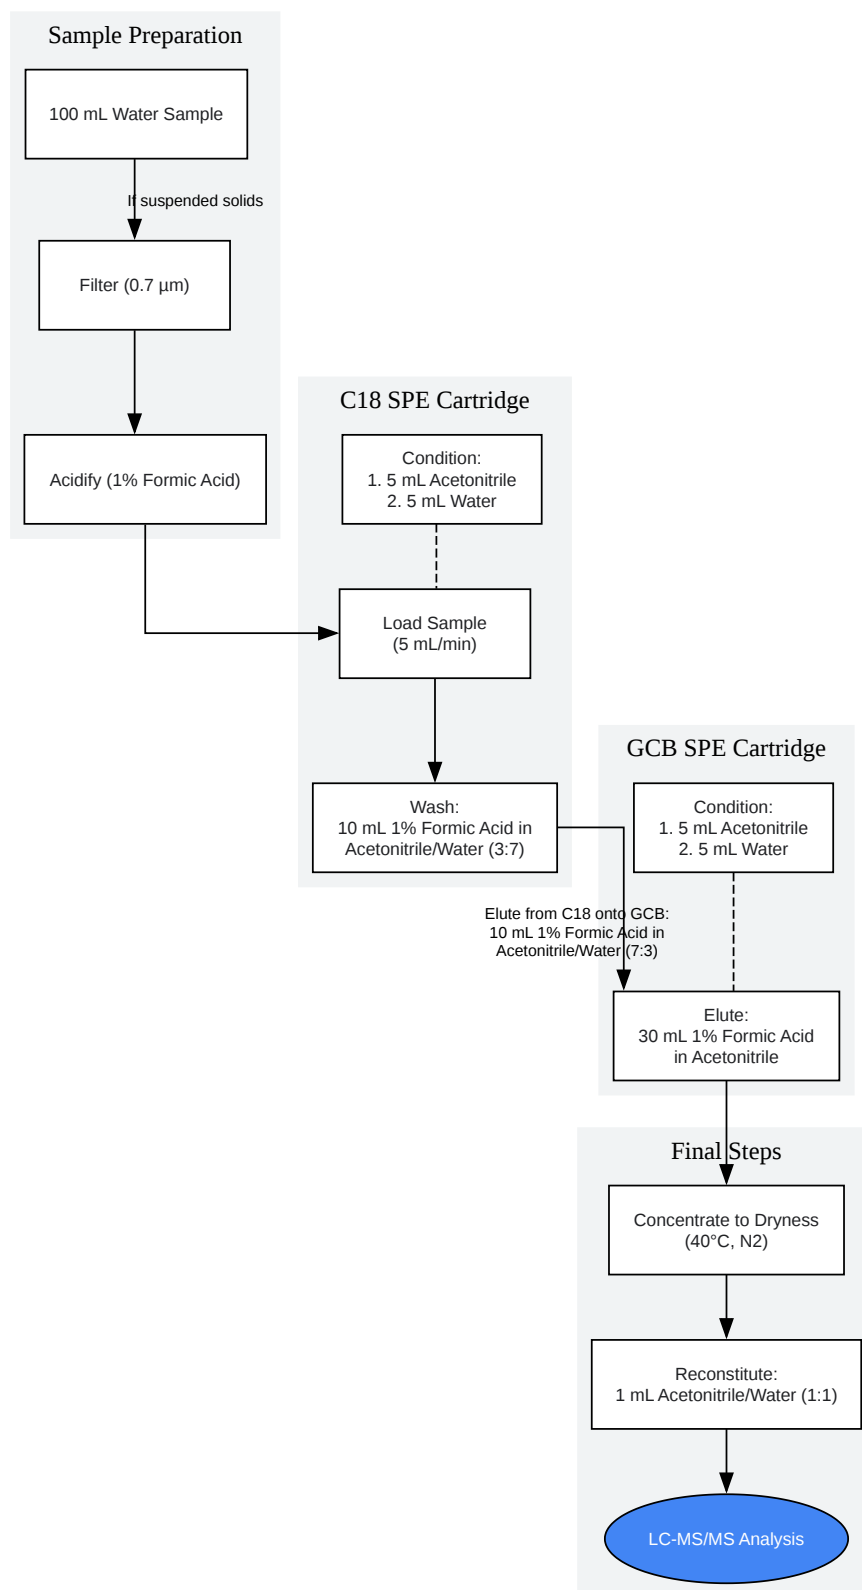 Sample Preparation
100 mL Water Sample
If suspended solids
Filter (0.7 µm)
Acidify (1% Formic Acid)
C18 SPE Cartridge
Condition:
1. 5 mL Acetonitrile
2. 5 mL Water
Load Sample
(5 mL/min)
Wash:
10 mL 1% Formic Acid in
Acetonitrile/Water (3:7)
GCB SPE Cartridge
Condition:
1. 5 mL Acetonitrile
2. 5 mL Water
Elute from C18 onto GCB:
10 mL 1% Formic Acid in
Acetonitrile/Water (7:3)
Elute:
30 mL 1% Formic Acid
in Acetonitrile
Final Steps
Concentrate to Dryness
(40°C, N2)
Reconstitute:
1 mL Acetonitrile/Water (1:1)
LC-MS/MS Analysis